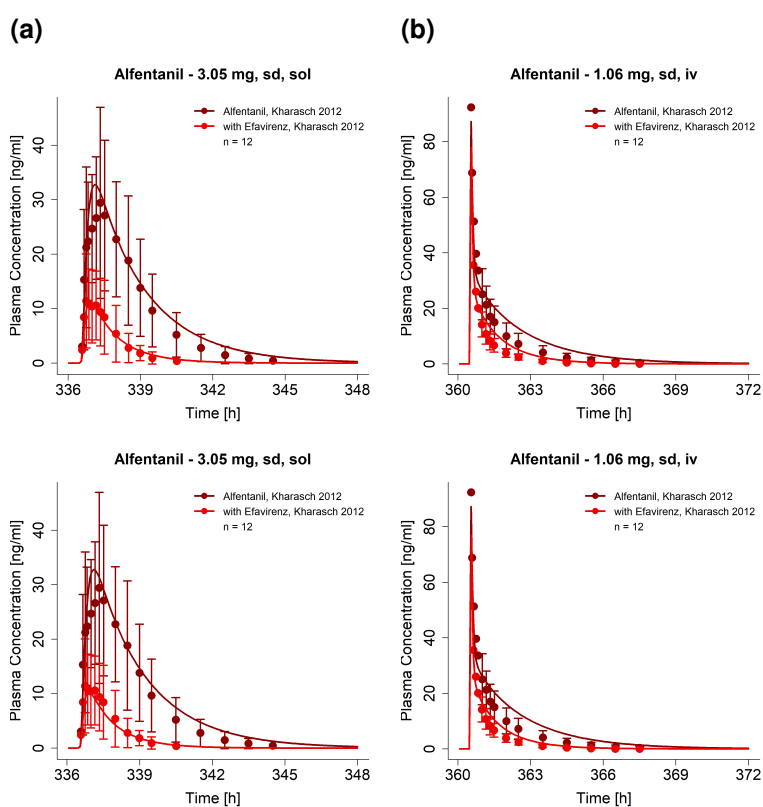 (a)
(b)
Alfentanil - 3.05 mg, sd, sol
Plasma Concentration [ng/ml]
40
30
20
10
0
Alfentanil, Kharasch 2012
with Efavirenz, Kharasch 2012
n = 12
336
339
342
345
348
Time [h]
Alfentanil - 1.06 mg, sd, iv
Plasma Concentration [ng/ml]
80
60
40
20
0
Alfentanil, Kharasch 2012
with Efavirenz, Kharasch 2012
n = 12
360
363
366
369
372
Time [h]
Alfentanil - 3.05 mg, sd, sol
Plasma Concentration [ng/ml]
40
30
20
10
0
Alfentanil, Kharasch 2012
with Efavirenz, Kharasch 2012
n = 12
336
339
342
345
348
Time [h]
Alfentanil - 1.06 mg, sd, iv
Plasma Concentration [ng/ml]
80
60
40
20
0
Alfentanil, Kharasch 2012
with Efavirenz, Kharasch 2012
n = 12
360
363
366
369
372
Time [h]